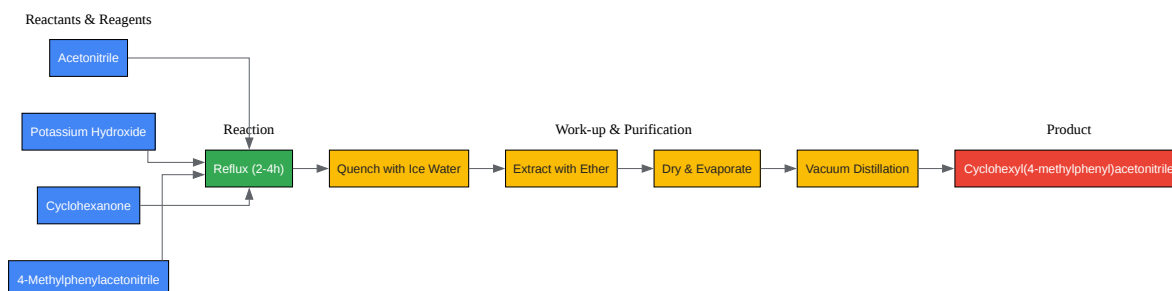 Reactants & Reagents
Acetonitrile
Potassium Hydroxide
Cyclohexanone
4-Methylphenylacetonitrile
Reaction
Reflux (2-4h)
Work-up & Purification
Quench with Ice Water
Extract with Ether
Dry & Evaporate
Vacuum Distillation
Product
Cyclohexyl(4-methylphenyl)acetonitrile